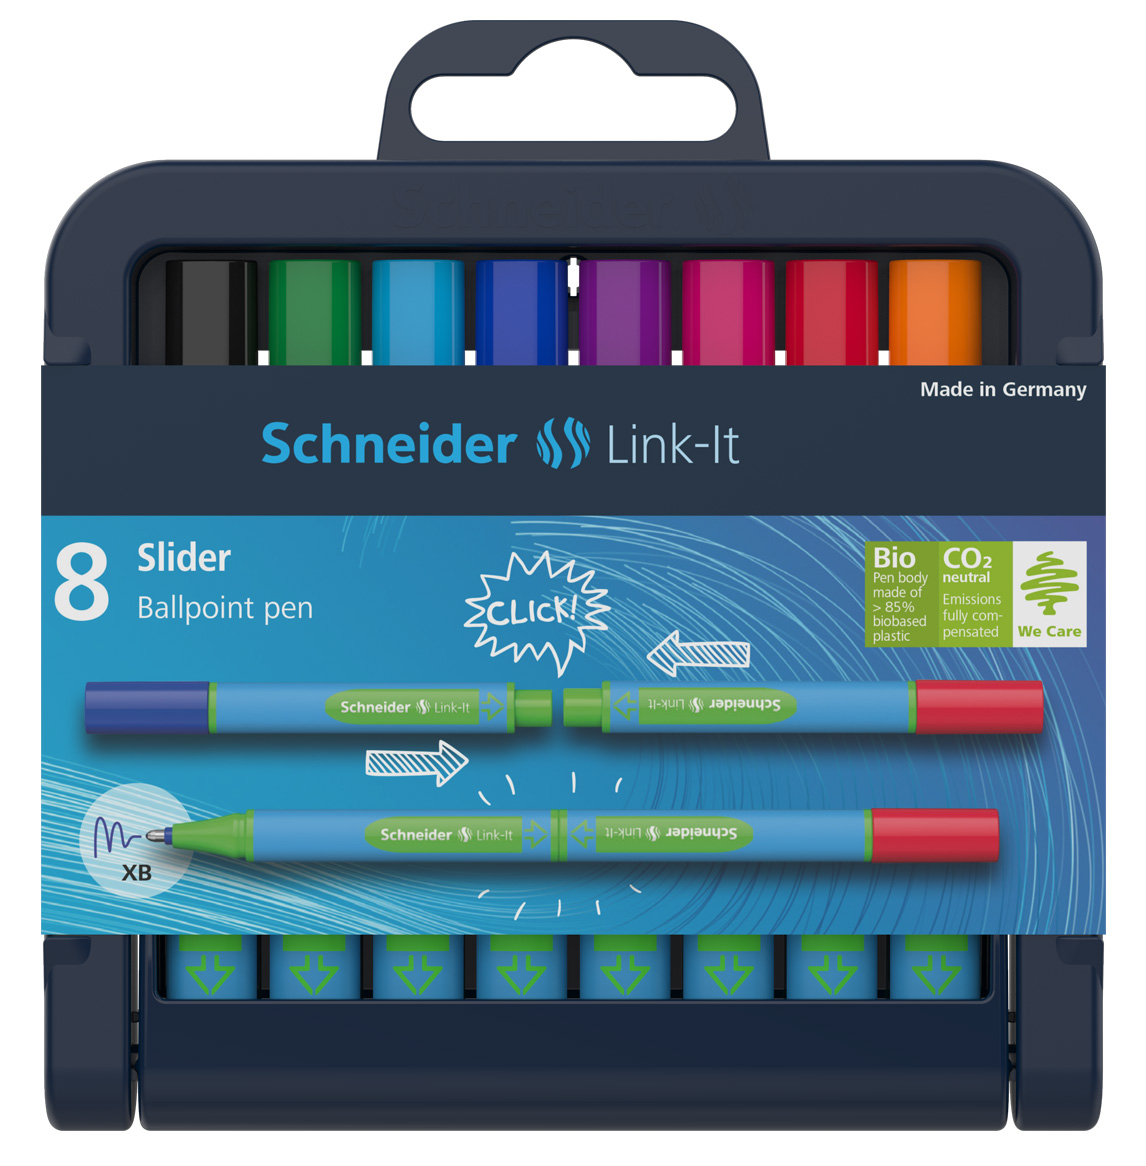 Made in Germany
Schneider Link-It
8
Slider
Ballpoint pen
CLICK!
Bio
Pen body
made of
> 85%
biobased
plastic
CO₂
neutral
Emissions
fully com-
pensated
We Care
Schneider Link-It
Schneider Link-It
Schneider Link-It
Schneider Link-It
XB